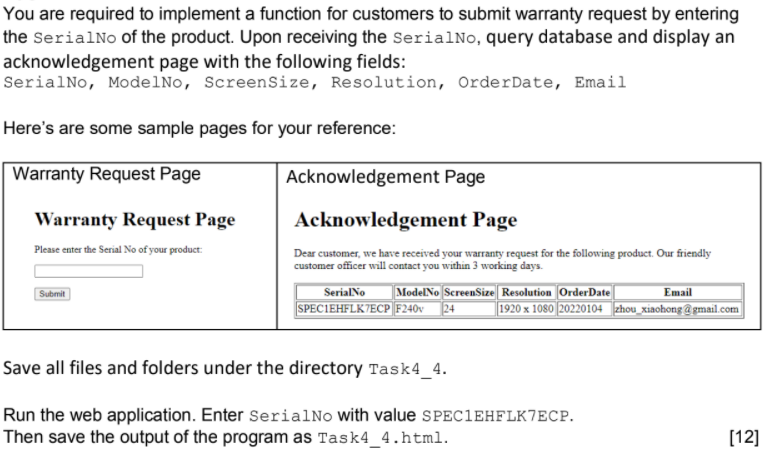 You are required to implement a function for customers to submit warranty request by entering
the SerialNo of the product. Upon receiving the SerialNo, query database and display an
acknowledgement page with the following fields:
SerialNo, ModelNo, ScreenSize, Resolution, OrderDate, Email
Here's are some sample pages for your reference:
Warranty Request Page
Warranty Request Page
Please enter the Serial No of your product:
Submit
Acknowledgement Page
Acknowledgement Page
Dear customer, we have received your warranty request for the following product. Our friendly
customer officer will contact you within 3 working days.
SerialNo ModelNo ScreenSize Resolution OrderDate Email
SPEC1EHFLK7ECP F240v 24 1920 x 1080 20220104 zhou_xiaohong@gmail.com
Save all files and folders under the directory Task4_4.
Run the web application. Enter SerialNo with value SPEC1EHFLK7ECP.
Then save the output of the program as Task4_4.html. [12]